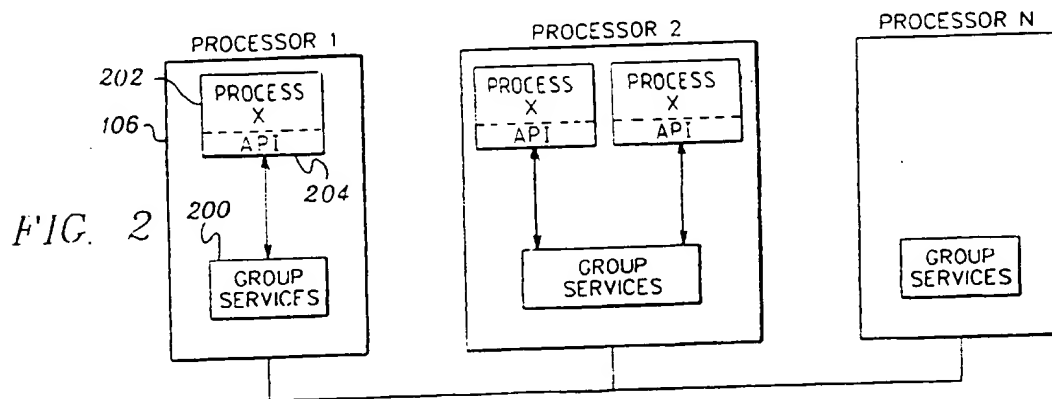 PROCESSOR 1
PROCESSOR 2
PROCESSOR N
202
PROCESS
X
API
PROCESS
X
API
PROCESS
X
API
106
204
200
FIG. 2
GROUP
SERVICES
GROUP
SERVICES
GROUP
SERVICES